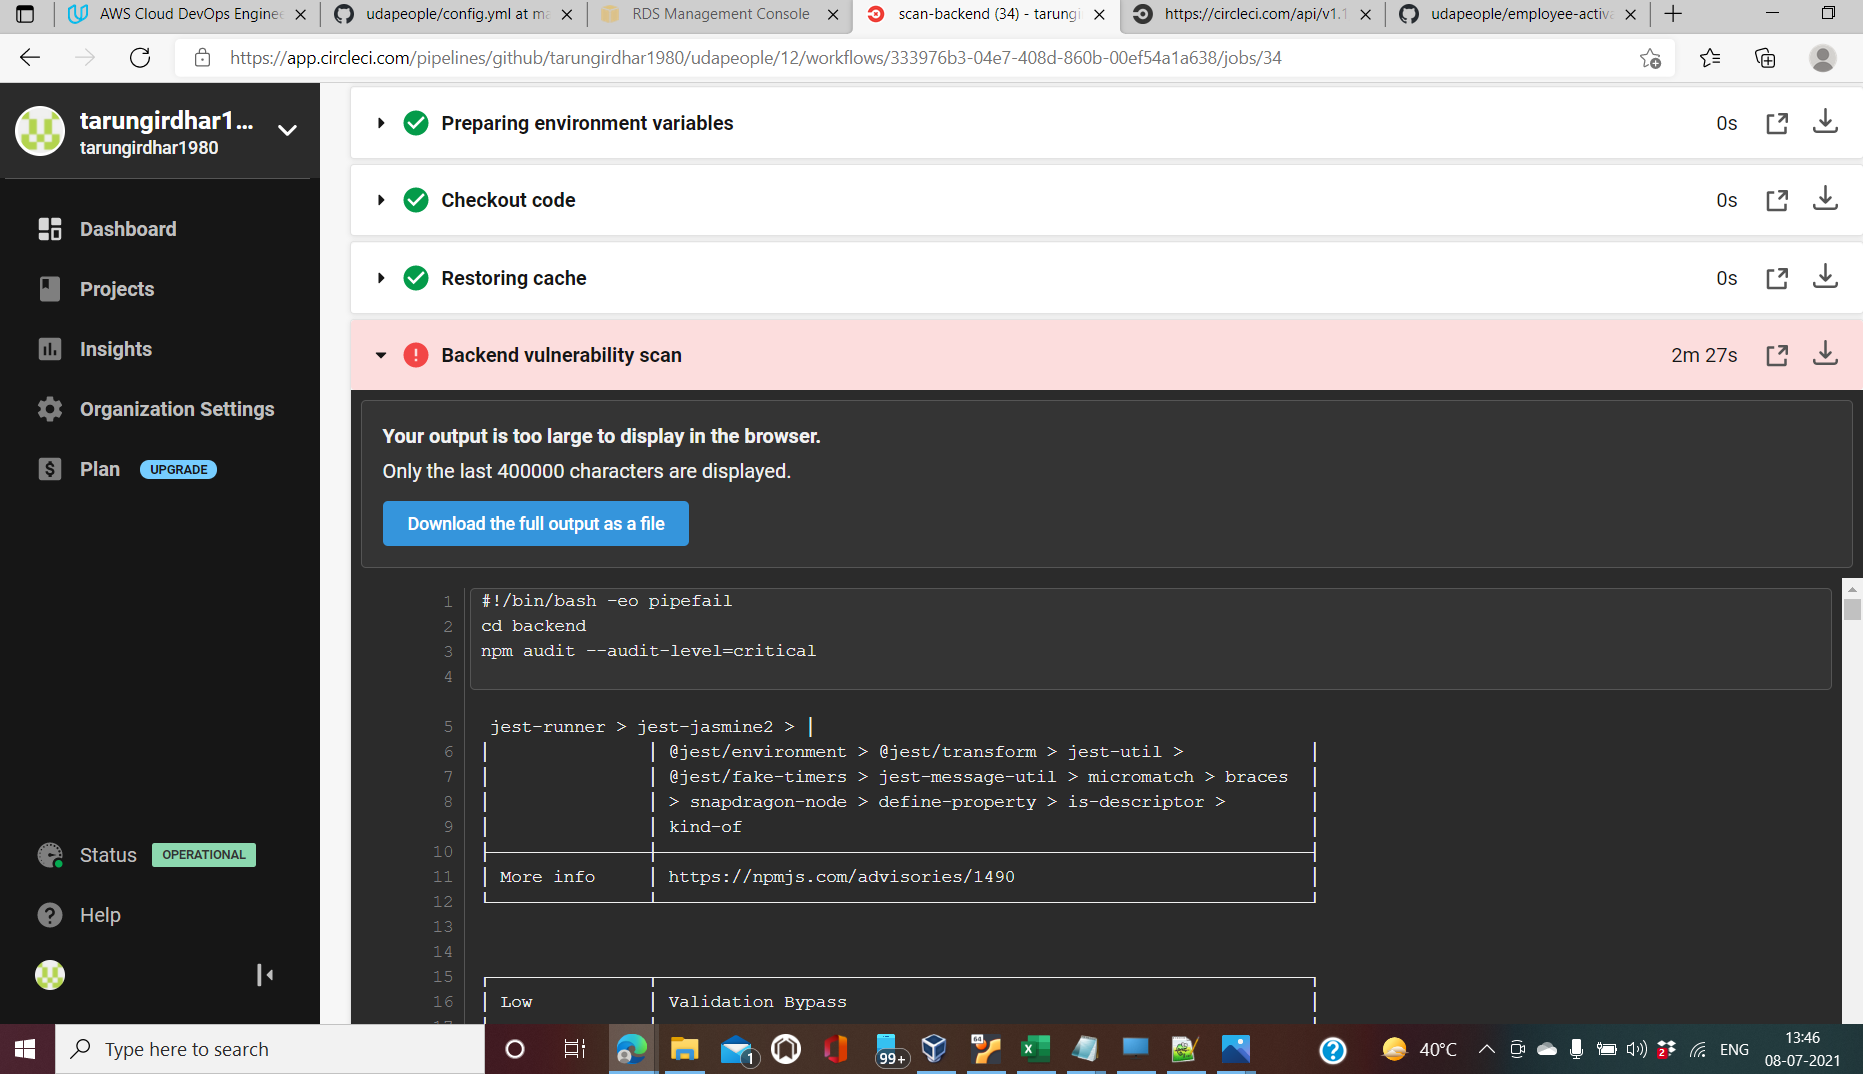 AWS Cloud DevOps Enginee
udapeople/config.yml at ma
RDS Management Console
scan-backend (34) - tarungi
https://circleci.com/api/v1.1
udapeople/employee-activa
https://app.circleci.com/pipelines/github/tarungirdhar1980/udapeople/12/workflows/333976b3-04e7-408d-860b-00ef54a1a638/jobs/34
tarungirdhar1...
tarungirdhar1980
Dashboard
Projects
Insights
Organization Settings
Plan UPGRADE
Status OPERATIONAL
Help
Preparing environment variables 0s
Checkout code 0s
Restoring cache 0s
Backend vulnerability scan 2m 27s
Your output is too large to display in the browser.
Only the last 400000 characters are displayed.
Download the full output as a file
1 #!/bin/bash -eo pipefail
2 cd backend
3 npm audit --audit-level=critical
4
5 jest-runner > jest-jasmine2 >
6 @jest/environment > @jest/transform > jest-util >
7 @jest/fake-timers > jest-message-util > micromatch > braces
8 > snapdragon-node > define-property > is-descriptor >
9 kind-of
10
11 More info https://npmjs.com/advisories/1490
12
13
14
15
16 Low Validation Bypass
Type here to search
1
99+
64
2
40°C
ENG
13:46
08-07-2021